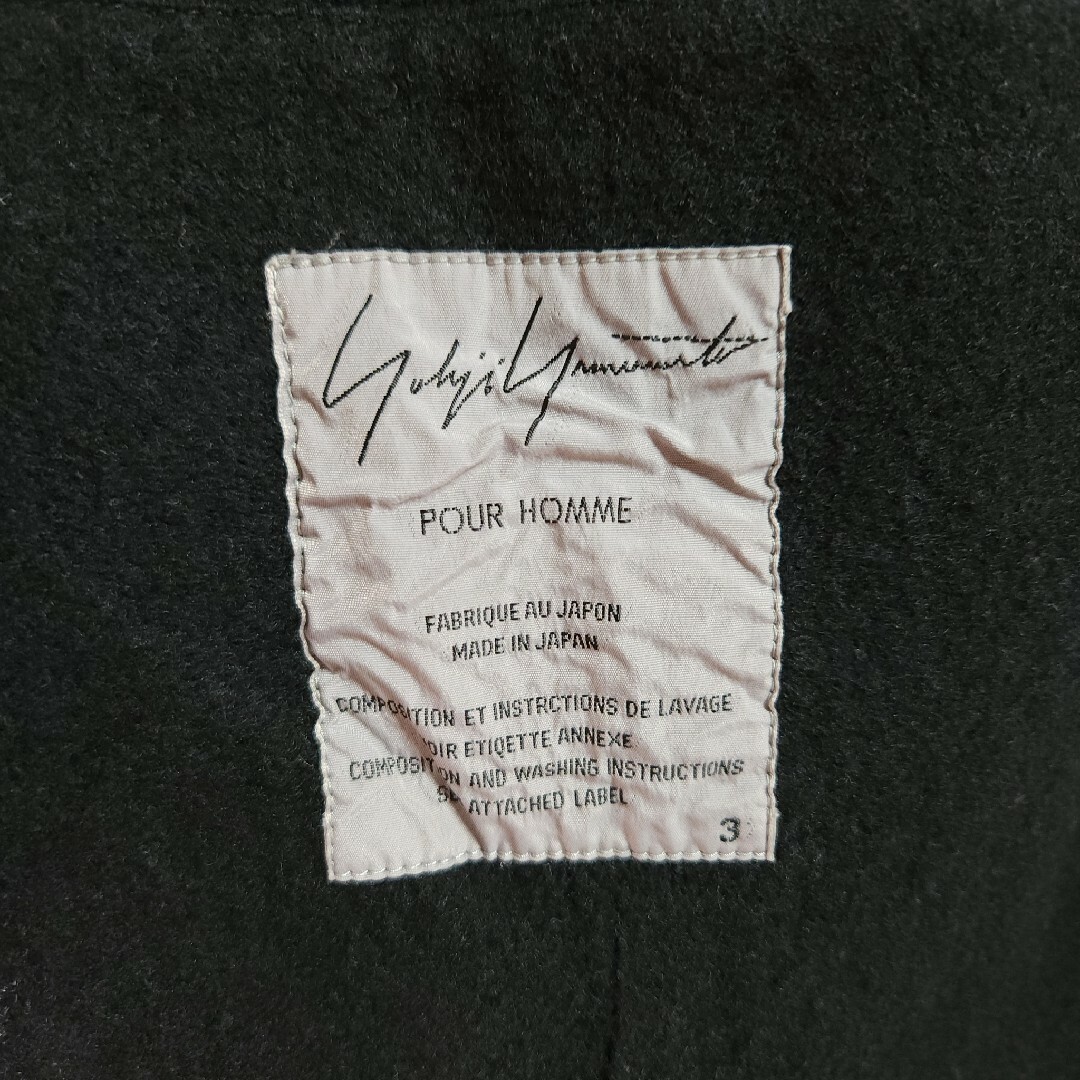 Yohji Yamamoto
POUR HOMME
FABRIQUE AU JAPON
MADE IN JAPAN
COMPOSITION ET INSTRCTIONS DE LAVAGE
VOIR ETIQETTE ANNEXE
COMPOSITION AND WASHING INSTRUCTIONS
ATTACHED LABEL
3